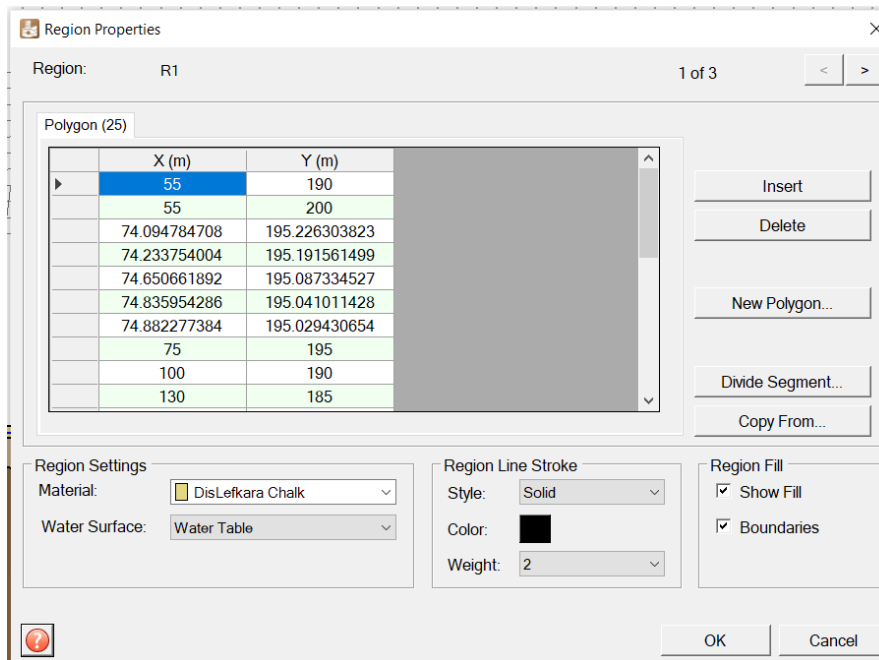 Region Properties
Region: R1 1 of 3 < >
Polygon (25)
X (m) Y (m)
55 190
55 200
74.094784708 195.226303823
74.233754004 195.191561499
74.650661892 195.087334527
74.835954286 195.041011428
74.882277384 195.029430654
75 195
100 190
130 185
Insert
Delete
New Polygon...
Divide Segment...
Copy From...
Region Settings
Material: DisLefkara Chalk
Water Surface: Water Table
Region Line Stroke
Style: Solid
Color:
Weight: 2
Region Fill
Show Fill
Boundaries
?
OK Cancel